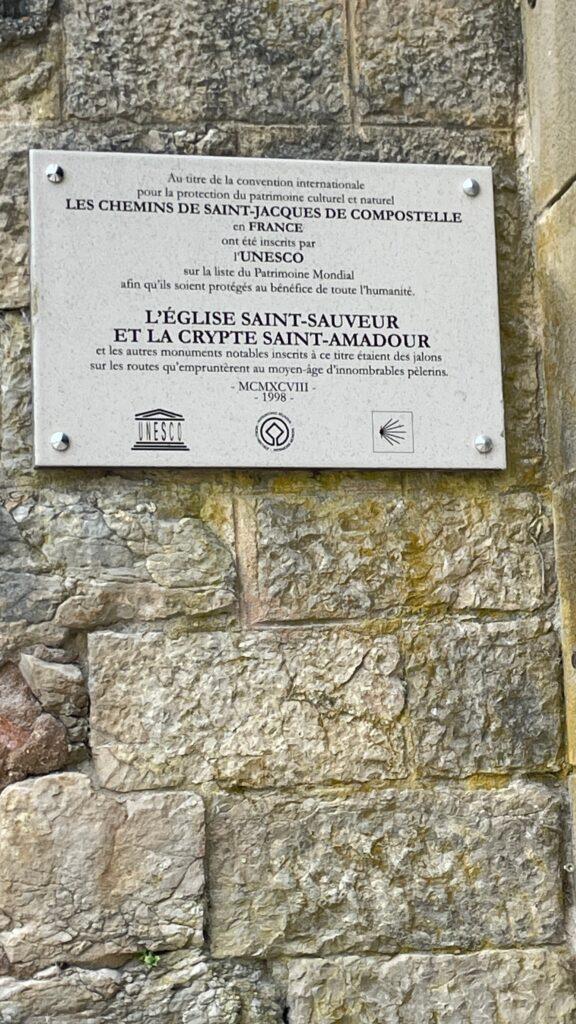 Au titre de la convention internationale
pour la protection du patrimoine culturel et naturel
LES CHEMINS DE SAINT-JACQUES DE COMPOSTELLE
en FRANCE
ont été inscrits par
l'UNESCO
sur la liste du Patrimoine Mondial
afin qu'ils soient protégés au bénéfice de toute l'humanité.
L'ÉGLISE SAINT-SAUVEUR
ET LA CRYPTE SAINT-AMADOUR
et les autres monuments notables inscrits à ce titre étaient des jalons
sur les routes qu'empruntèrent au moyen-âge d'innombrables pèlerins.
- MCMXCVIII -
- 1998 -
UNESCO